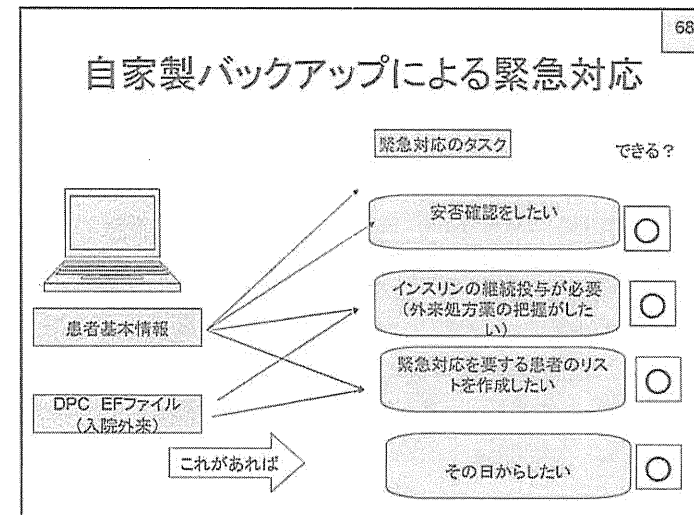 68
自家製バックアップによる緊急対応
緊急対応のタスク
できる？
安否確認をしたい
○
患者基本情報
インスリンの継続投与が必要
（外来処方薬の把握がした
い）
○
緊急対応を要する患者のリス
トを作成したい
○
DPC EFファイル
（入院外来）
これがあれば
その日からしたい
○